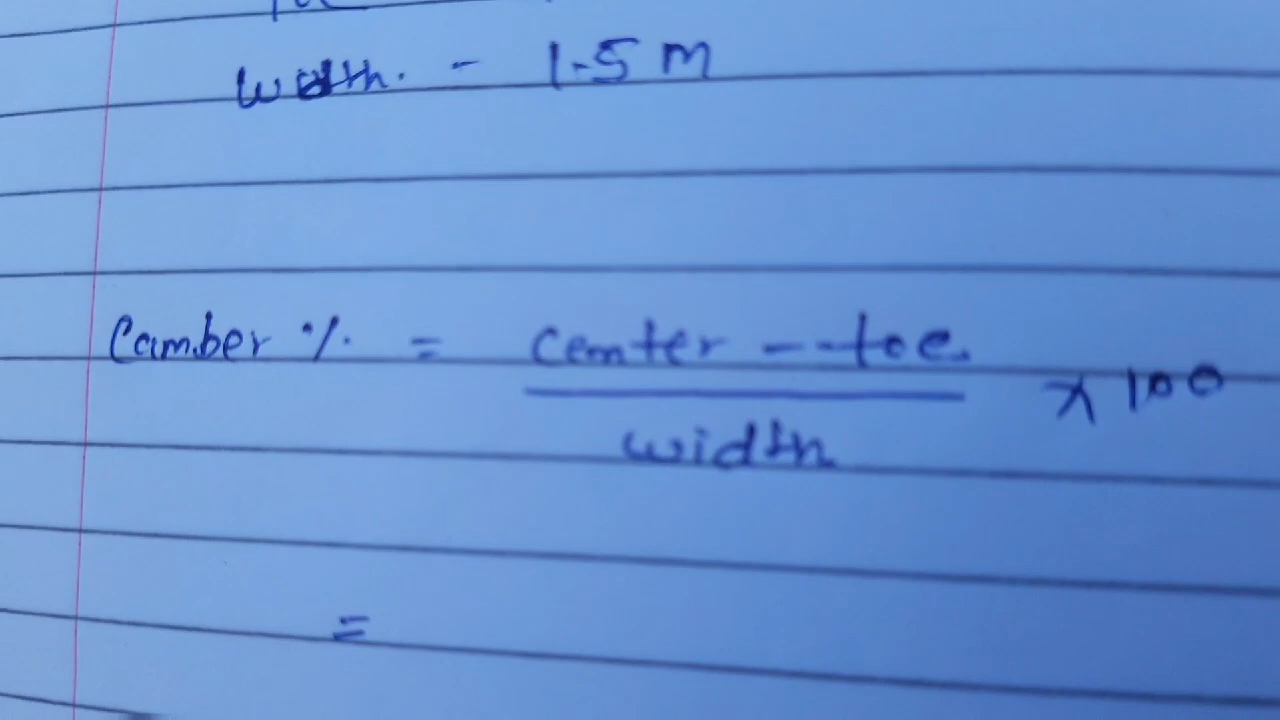 width. - 1.5 m
Camber % = center - toe.
width
x 100
=